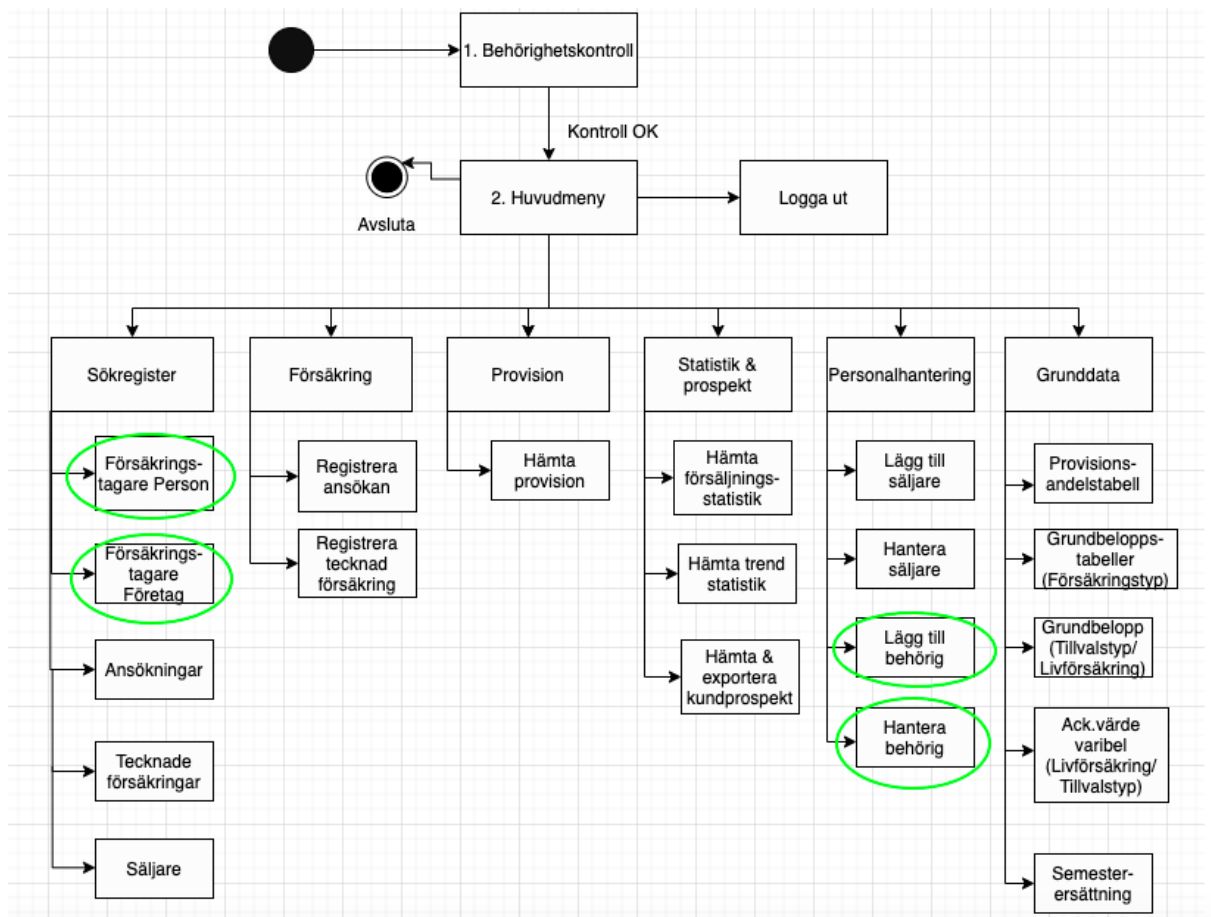 1. Behörighetskontroll
Kontroll OK
2. Huvudmeny
Logga ut
Avsluta
Sökregister
Försäkring
Provision
Statistik &
prospekt
Personalhantering
Grunddata
Försäkrings-
tagare Person
Försäkrings-
tagare
Företag
Ansökningar
Tecknade
försäkringar
Säljare
Registrera
ansökan
Registrera
tecknad
försäkring
Hämta
provision
Hämta
försäljnings-
statistik
Hämta trend
statistik
Hämta &
exportera
kundprospekt
Lägg till
säljare
Hantera
säljare
Lägg till
behörig
Hantera
behörig
Provisions-
andelstabell
Grundbelopps-
tabeller
(Försäkringstyp)
Grundbelopp
(Tillvalstyp/
Livförsäkring)
Ack.värde
varibel
(Livförsäkring/
Tillvalstyp)
Semester-
ersättning